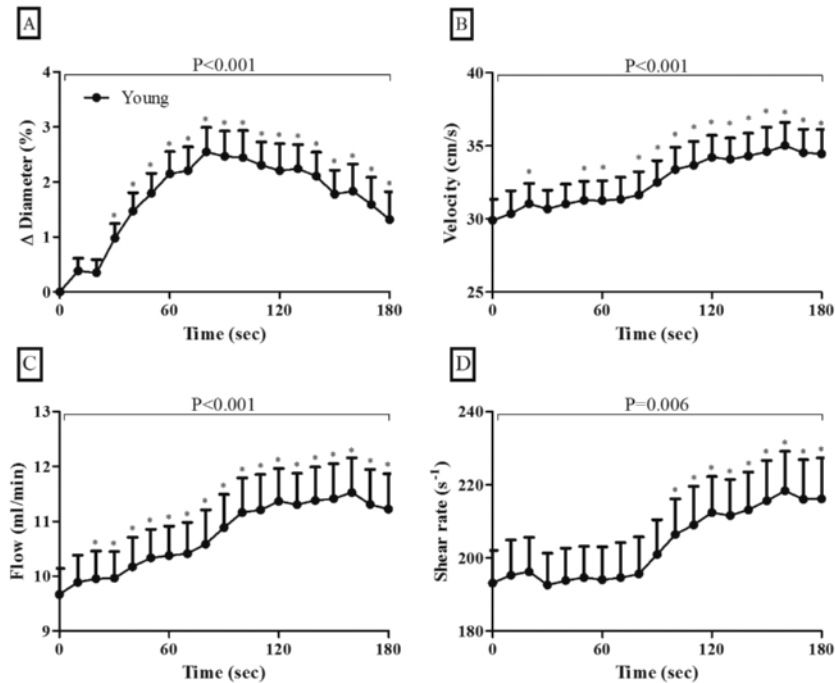 A
P<0.001
4
3
2
1
0
Young
* * * * * * * * * * * * * * * *
Δ Diameter (%)
0 60 120 180
Time (sec)
B
P<0.001
40
35
30
25
* * * * * * * * * * * * *
Velocity (cm/s)
0 60 120 180
Time (sec)
C
P<0.001
13
12
11
10
9
* * * * * * * * * * * * * * * * *
Flow (ml/min)
0 60 120 180
Time (sec)
D
P=0.006
240
220
200
180
* * * * * * * * *
Shear rate (s⁻¹)
0 60 120 180
Time (sec)